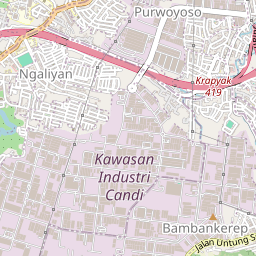 Purwoyoso
Ngaliyan
Krapyak
419
Kawasan
Industri
Candi
Bambankerep
Jalan Untung S